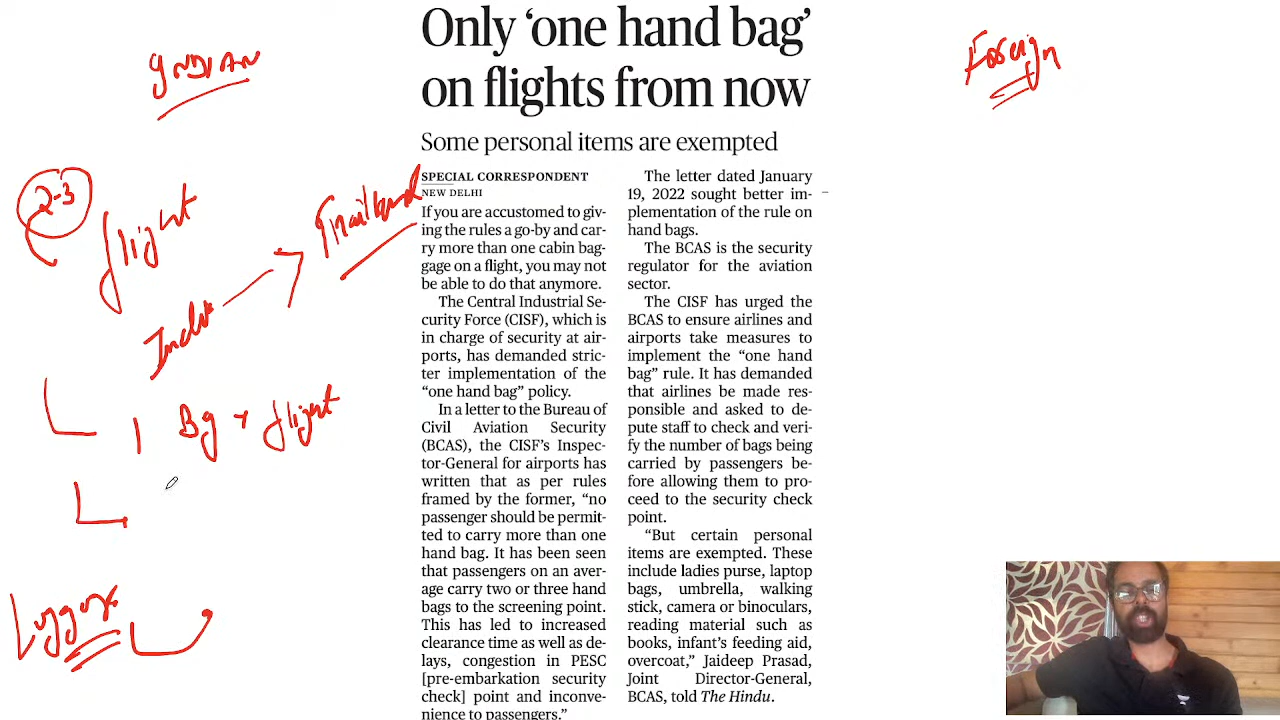 Only ‘one hand bag’
on flights from now
Some personal items are exempted
SPECIAL CORRESPONDENT
NEW DELHI
If you are accustomed to giv-
ing the rules a go-by and car-
ry more than one cabin bag-
gage on a flight, you may not
be able to do that anymore.
The Central Industrial Se-
curity Force (CISF), which is
in charge of security at air-
ports, has demanded stric-
ter implementation of the
“one hand bag” policy.
In a letter to the Bureau of
Civil Aviation Security
(BCAS), the CISF’s Inspec-
tor-General for airports has
written that as per rules
framed by the former, “no
passenger should be permit-
ted to carry more than one
hand bag. It has been seen
that passengers on an aver-
age carry two or three hand
bags to the screening point.
This has led to increased
clearance time as well as de-
lays, congestion in PESC
[pre-embarkation security
check] point and inconve-
nience to passengers.”
The letter dated January
19, 2022 sought better im-
plementation of the rule on
hand bags.
The BCAS is the security
regulator for the aviation
sector.
The CISF has urged the
BCAS to ensure airlines and
airports take measures to
implement the “one hand
bag” rule. It has demanded
that airlines be made res-
ponsible and asked to de-
pute staff to check and verify
the number of bags being
carried by passengers be-
fore allowing them to pro-
ceed to the security check
point.
“But certain personal
items are exempted. These
include ladies purse, laptop
bags, umbrella, walking
stick, camera or binoculars,
reading material such as
books, infant’s feeding aid,
overcoat,” Jaideep Prasad,
Joint Director-General,
BCAS, told The Hindu.
INDIAN
2-3
flight
Thailand
1 Bg + flight
Foreign